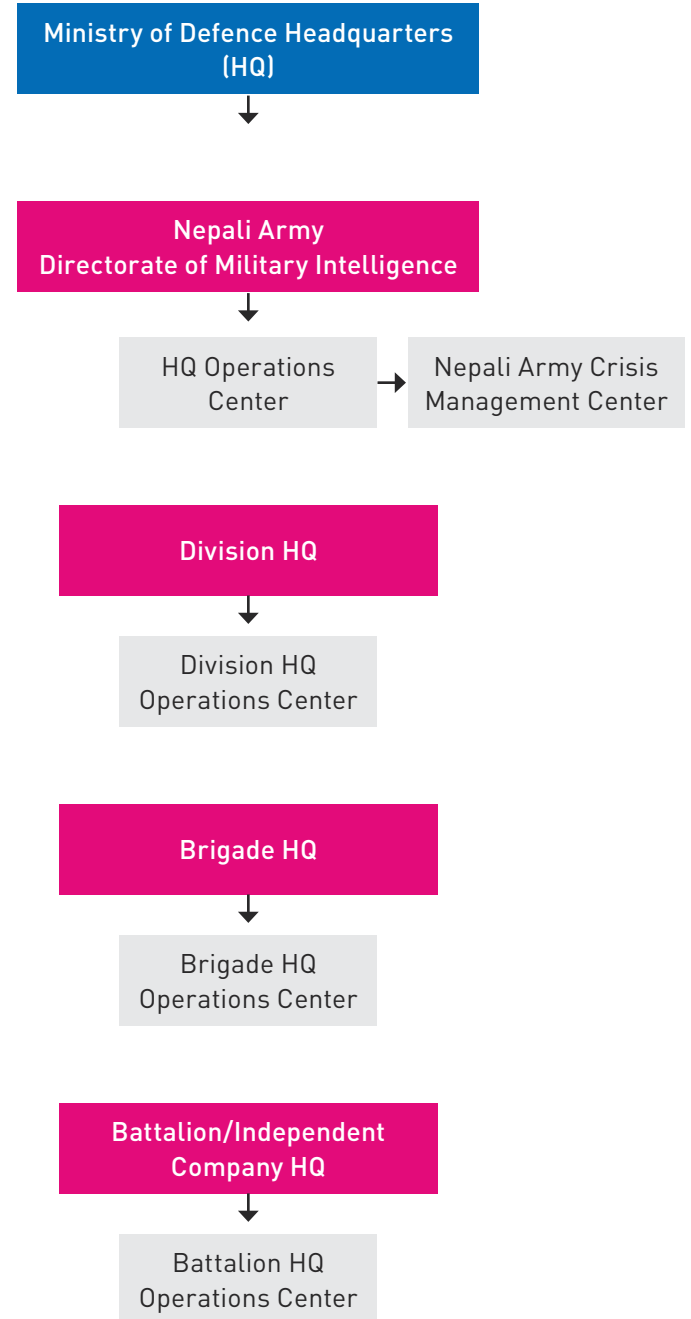 Ministry of Defence Headquarters
(HQ)
Nepali Army
Directorate of Military Intelligence
HQ Operations
Center
Nepali Army Crisis
Management Center
Division HQ
Division HQ
Operations Center
Brigade HQ
Brigade HQ
Operations Center
Battalion/Independent
Company HQ
Battalion HQ
Operations Center